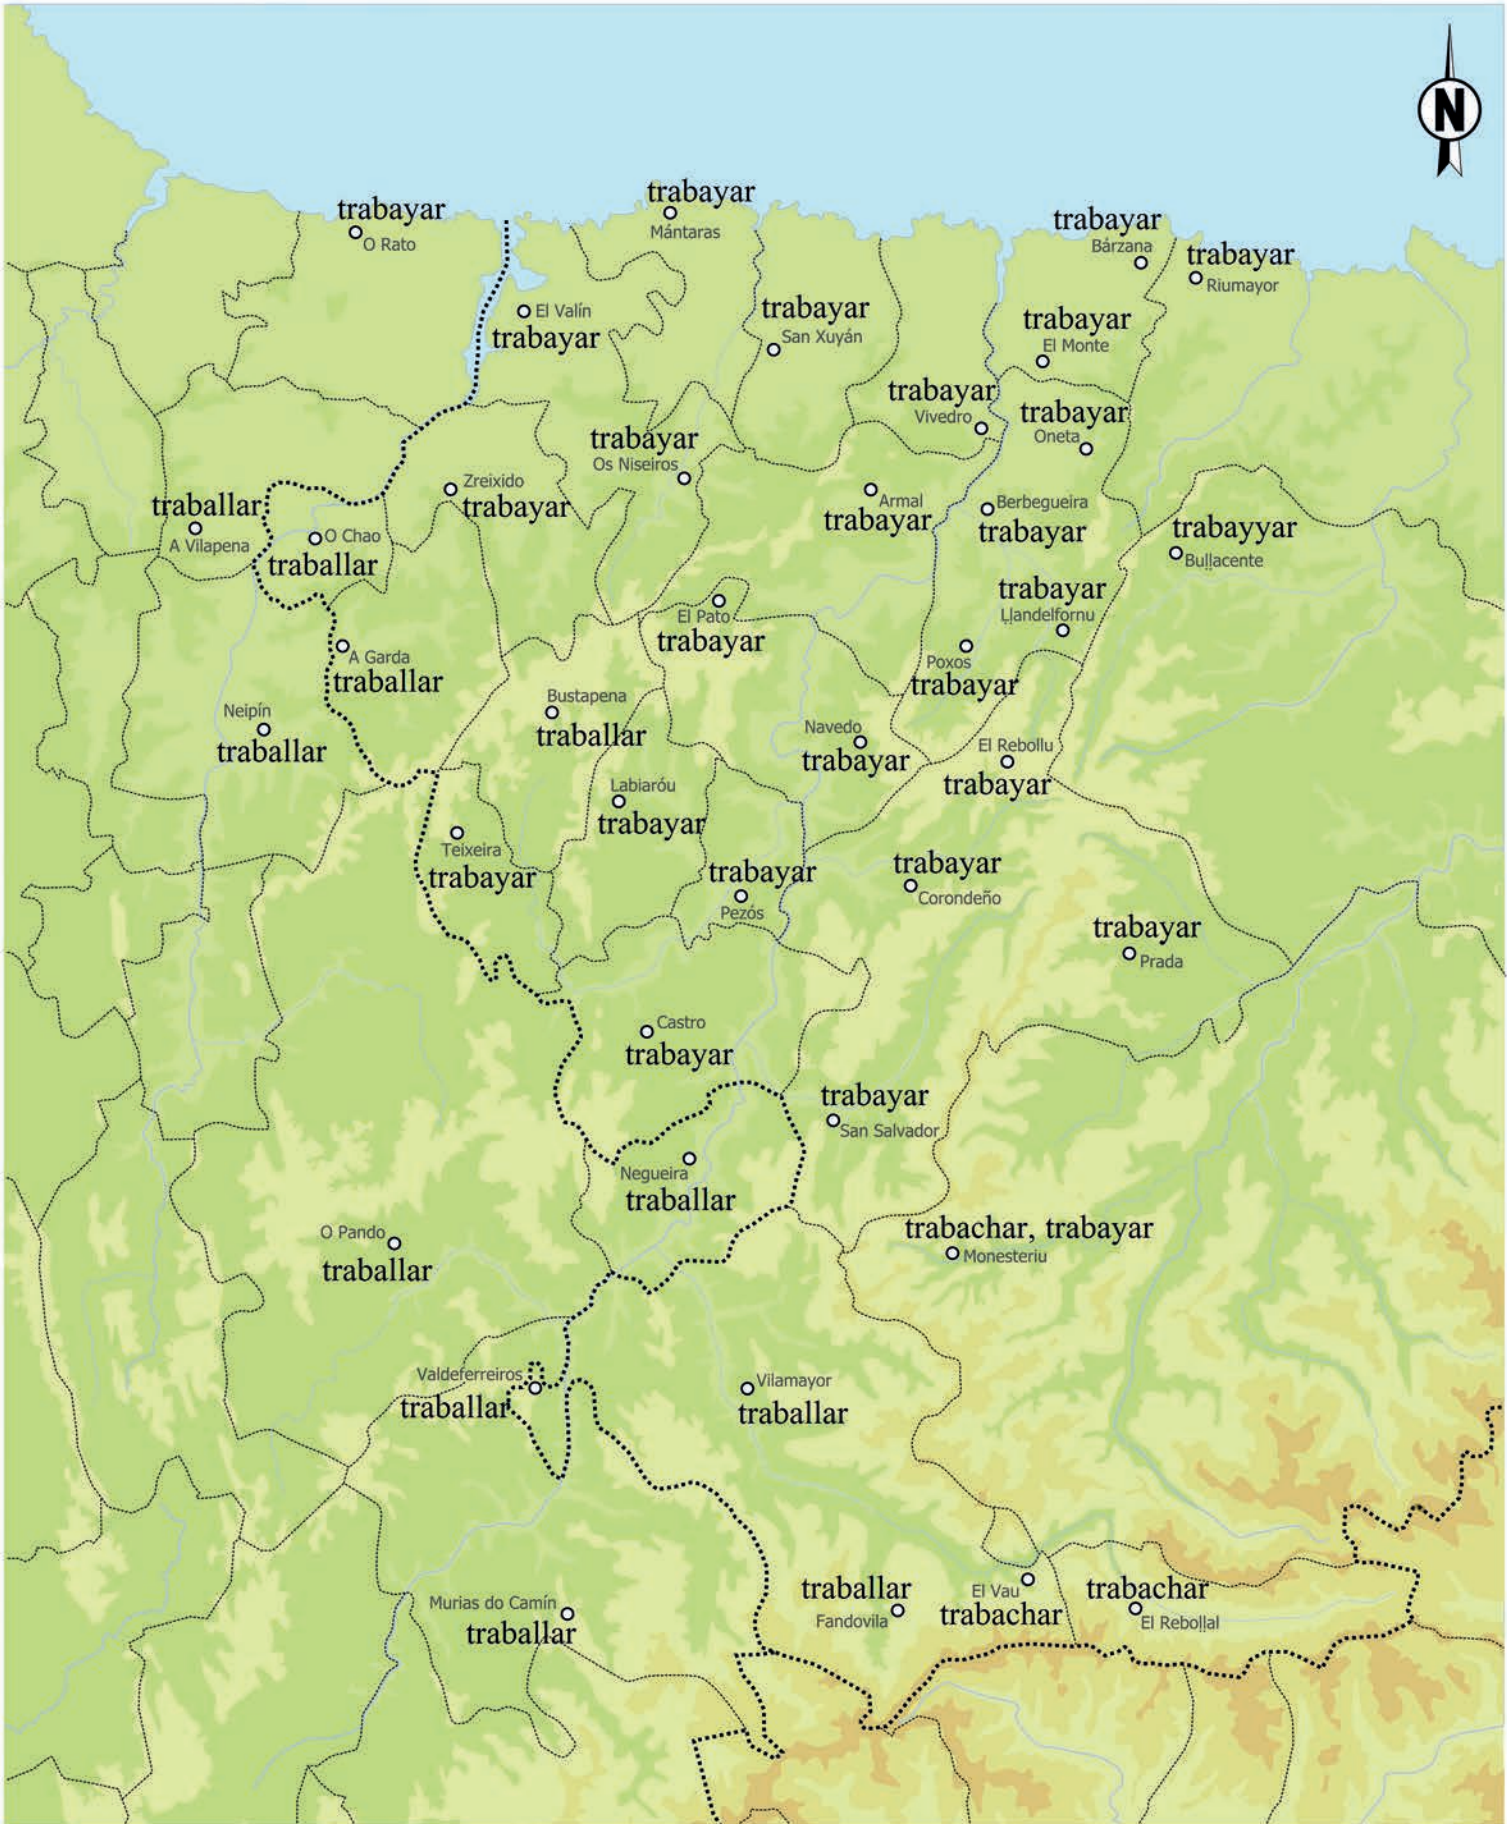 N
trabayar
Mántaras
trabayar
O Rato
trabayar
Bárzana
trabayar
Riumayor
El Valín
trabayar
trabayar
San Xuyán
trabayar
El Monte
trabayar
Vivedro
trabayar
Oneta
trabayar
Os Niseiros
Zreixido
trabayar
Armal
trabayar
Berbegueira
trabayar
traballar
A Vilapena
O Chao
traballar
trabayyar
Buḷḷacente
trabayar
Ḷḷandelfornu
El Pato
trabayar
A Garda
traballar
Poxos
trabayar
Bustapena
traballar
Neipín
traballar
Navedo
trabayar
El Rebollu
trabayar
Labiaróu
trabayar
Teixeira
trabayar
trabayar
Pezós
trabayar
Corondeño
trabayar
Prada
Castro
trabayar
trabayar
San Salvador
Negueira
traballar
trabachar, trabayar
Monesteriu
O Pando
traballar
Valdeferreiros
traballar
Vilamayor
traballar
traballar
Fandovila
El Vau
trabachar
trabachar
El Reboḷḷal
Murias do Camín
traballar